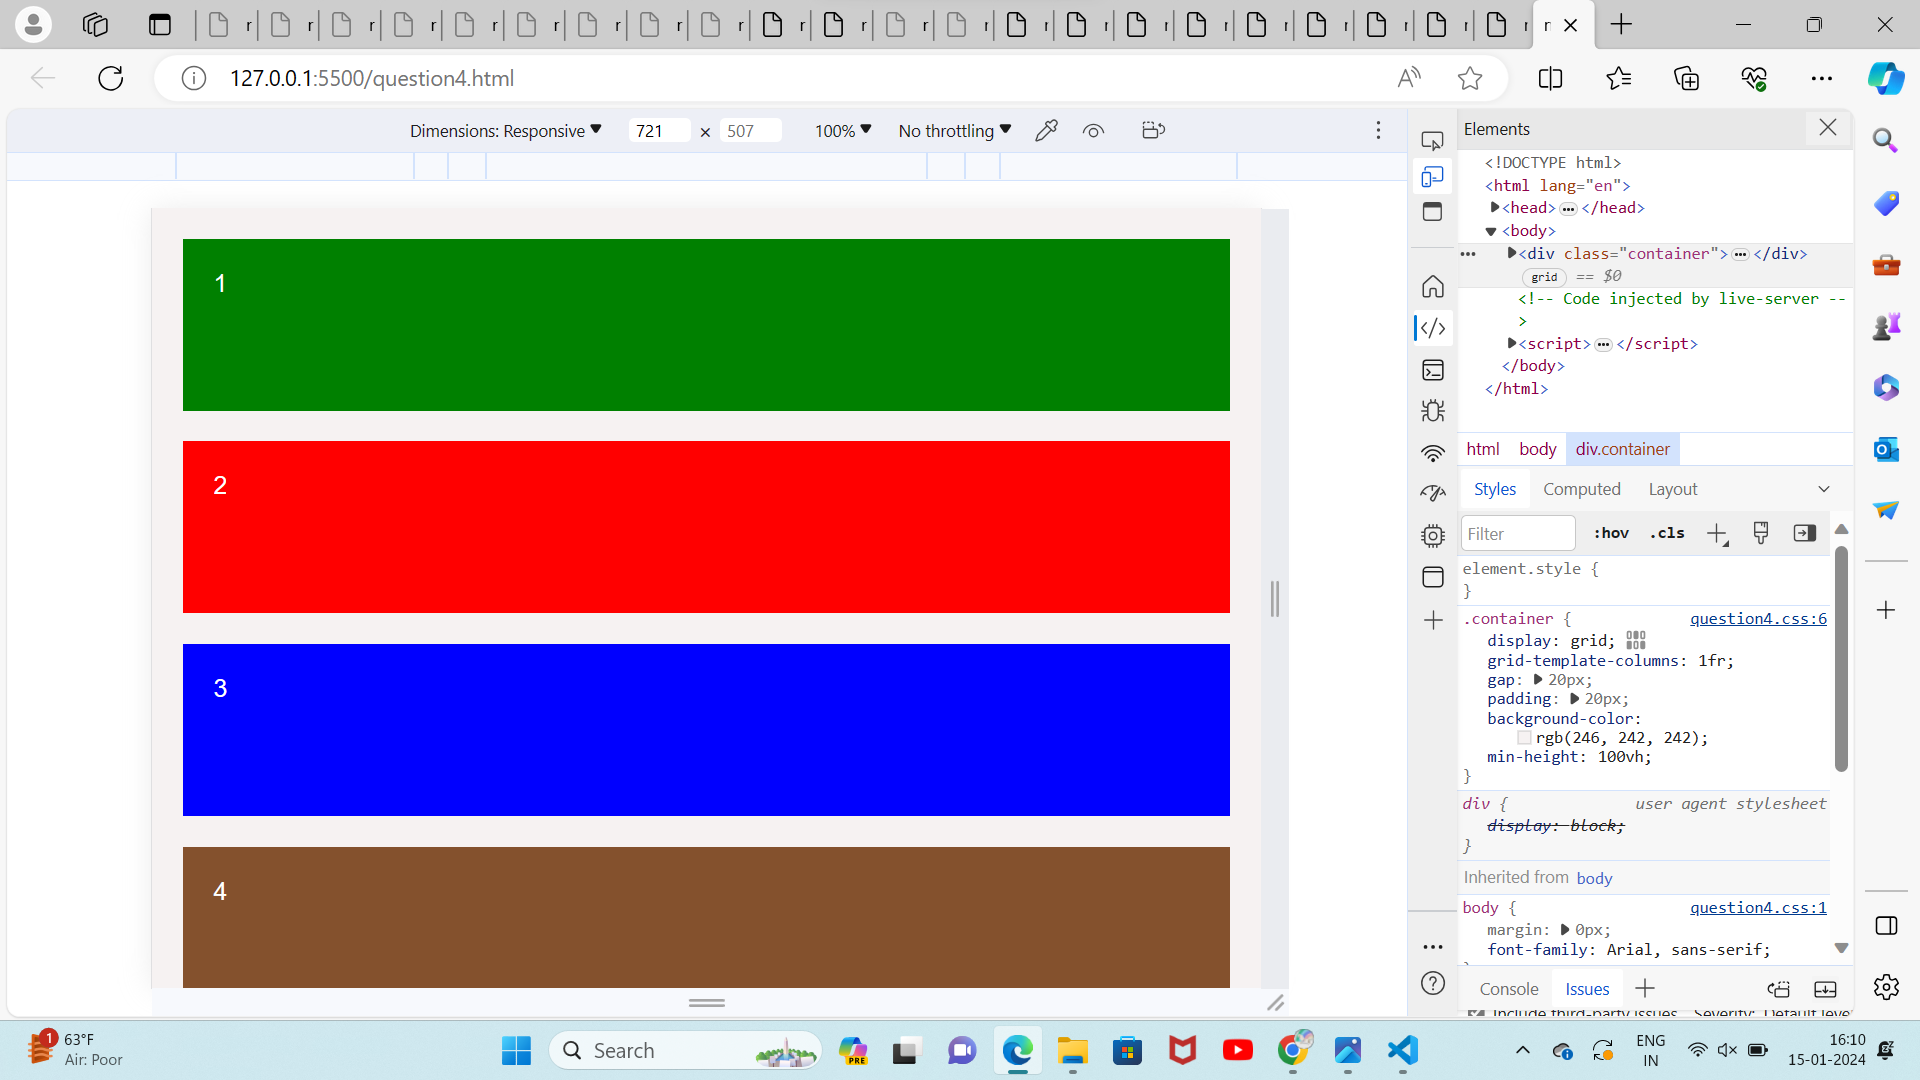 127.0.0.1:5500/question4.html
Dimensions: Responsive 721 × 507 100% No throttling
1
2
3
4
Elements
<!DOCTYPE html>
<html lang="en">
<head>…</head>
<body>
<div class="container">…</div>
grid == $0
<!-- Code injected by live-server --
>
<script>…</script>
</body>
</html>
html body div.container
Styles Computed Layout
Filter :hov .cls
element.style {
}
.container { question4.css:6
display: grid;
grid-template-columns: 1fr;
gap: 20px;
padding: 20px;
background-color:
rgb(246, 242, 242);
min-height: 100vh;
}
div { user agent stylesheet
display: block;
}
Inherited from body
body { question4.css:1
margin: 0px;
font-family: Arial, sans-serif;
Console Issues
Include third-party issues Severity: Default leve
1
63°F
Air: Poor
Search
PRE
ENG
IN
16:10
15-01-2024